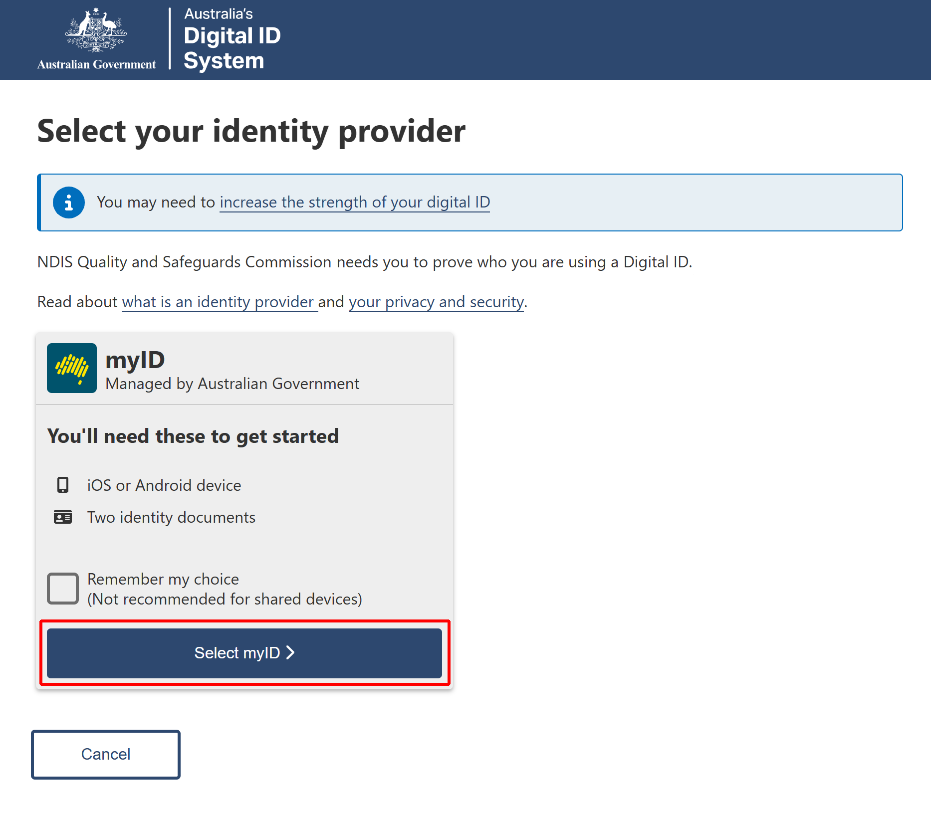 Australian Government
Australia's
Digital ID
System
Select your identity provider
You may need to increase the strength of your digital ID
NDIS Quality and Safeguards Commission needs you to prove who you are using a Digital ID.
Read about what is an identity provider and your privacy and security.
myID
Managed by Australian Government
You'll need these to get started
iOS or Android device
Two identity documents
Remember my choice
(Not recommended for shared devices)
Select myID
Cancel